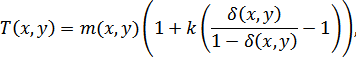 T(x,y) = m(x,y) (1 + k (δ(x,y) / (1 − δ(x,y)) − 1)),